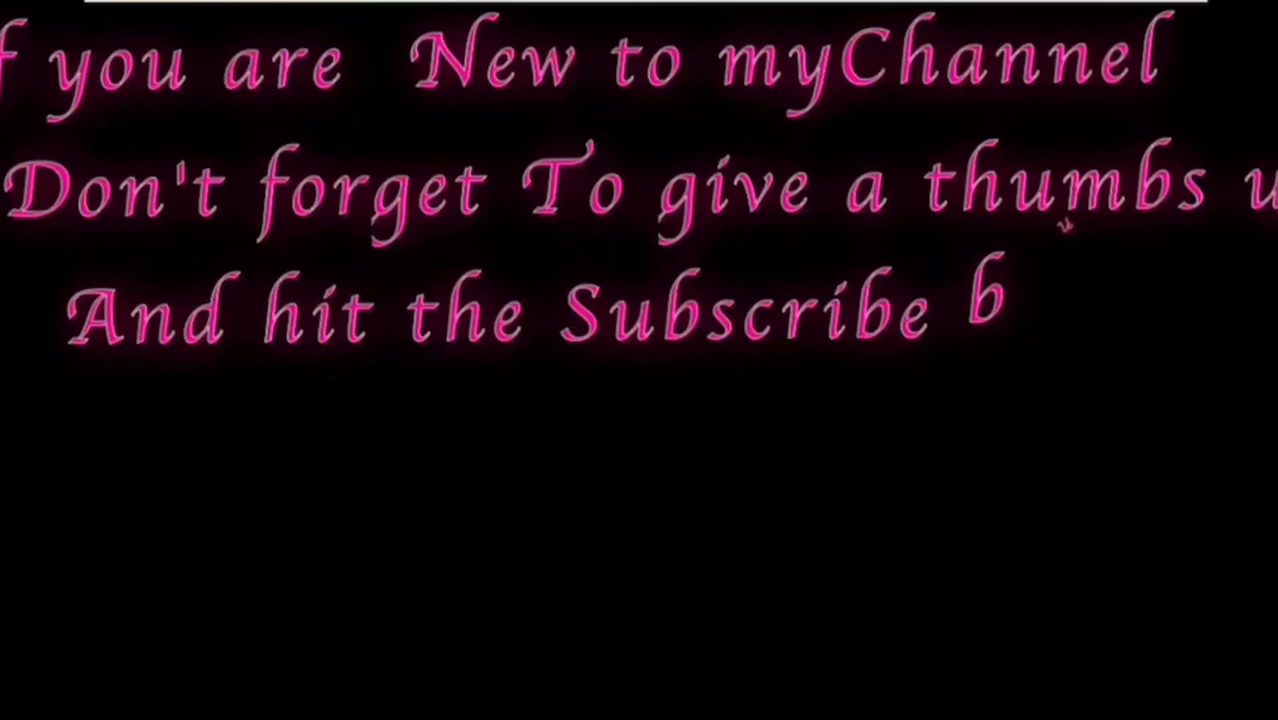 f you are New to myChannel
Don't forget To give a thumbs u
And hit the Subscribe b